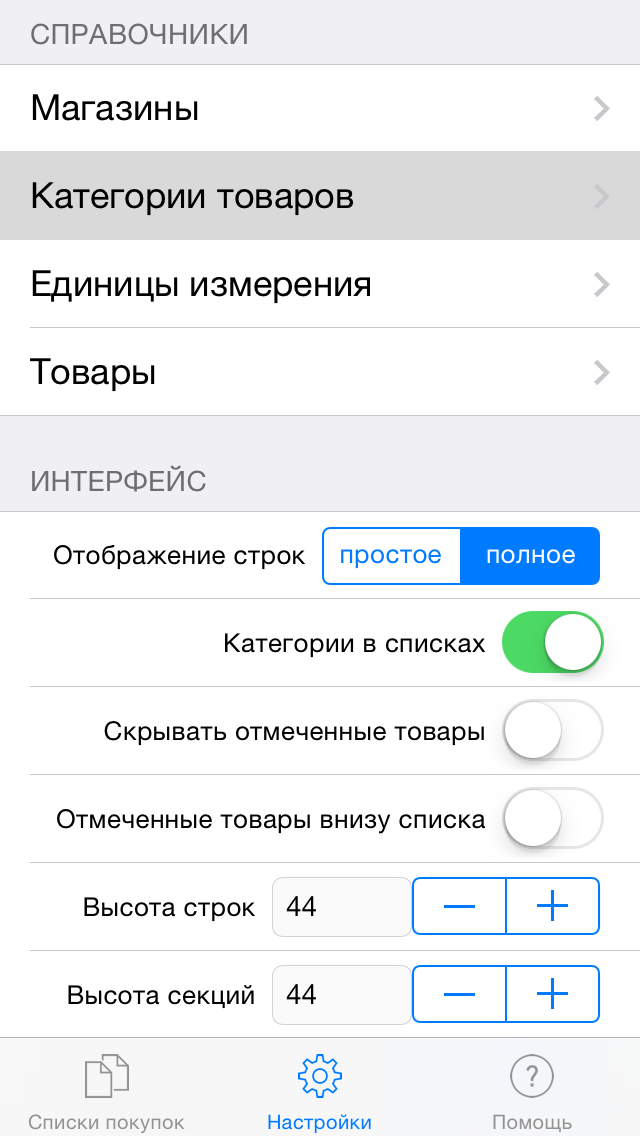 СПРАВОЧНИКИ
Магазины
Категории товаров
Единицы измерения
Товары
ИНТЕРФЕЙС
Отображение строк простое полное
Категории в списках
Скрывать отмеченные товары
Отмеченные товары внизу списка
Высота строк 44 — +
Высота секций 44 — +
?
Списки покупок Настройки Помощь